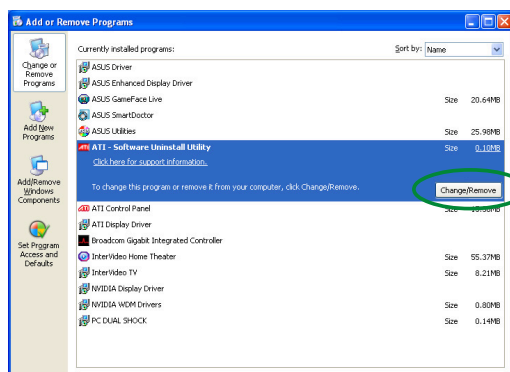 Add or Remove Programs
Change or
Remove
Programs
Add New
Programs
Add/Remove
Windows
Components
Set Program
Access and
Defaults
Currently installed programs:
Sort by: Name
ASUS Driver
ASUS Enhanced Display Driver
ASUS GameFace Live Size 20.64MB
ASUS SmartDoctor
ASUS Utilities Size 25.98MB
ATI - Software Uninstall Utility Size 0.10MB
Click here for support information.
To change this program or remove it from your computer, click Change/Remove. Change/Remove
ATI Control Panel Size
ATI Display Driver
Broadcom Gigabit Integrated Controller
InterVideo Home Theater Size 55.37MB
InterVideo TV Size 8.21MB
NVIDIA Display Driver
NVIDIA WDM Drivers Size 0.80MB
PC DUAL SHOCK Size 0.14MB